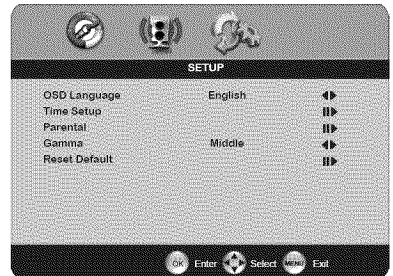 SETUP
OSD Language English
Time Setup
Parental
Gamma Middle
Reset Default
OK Enter Select MENU Exit